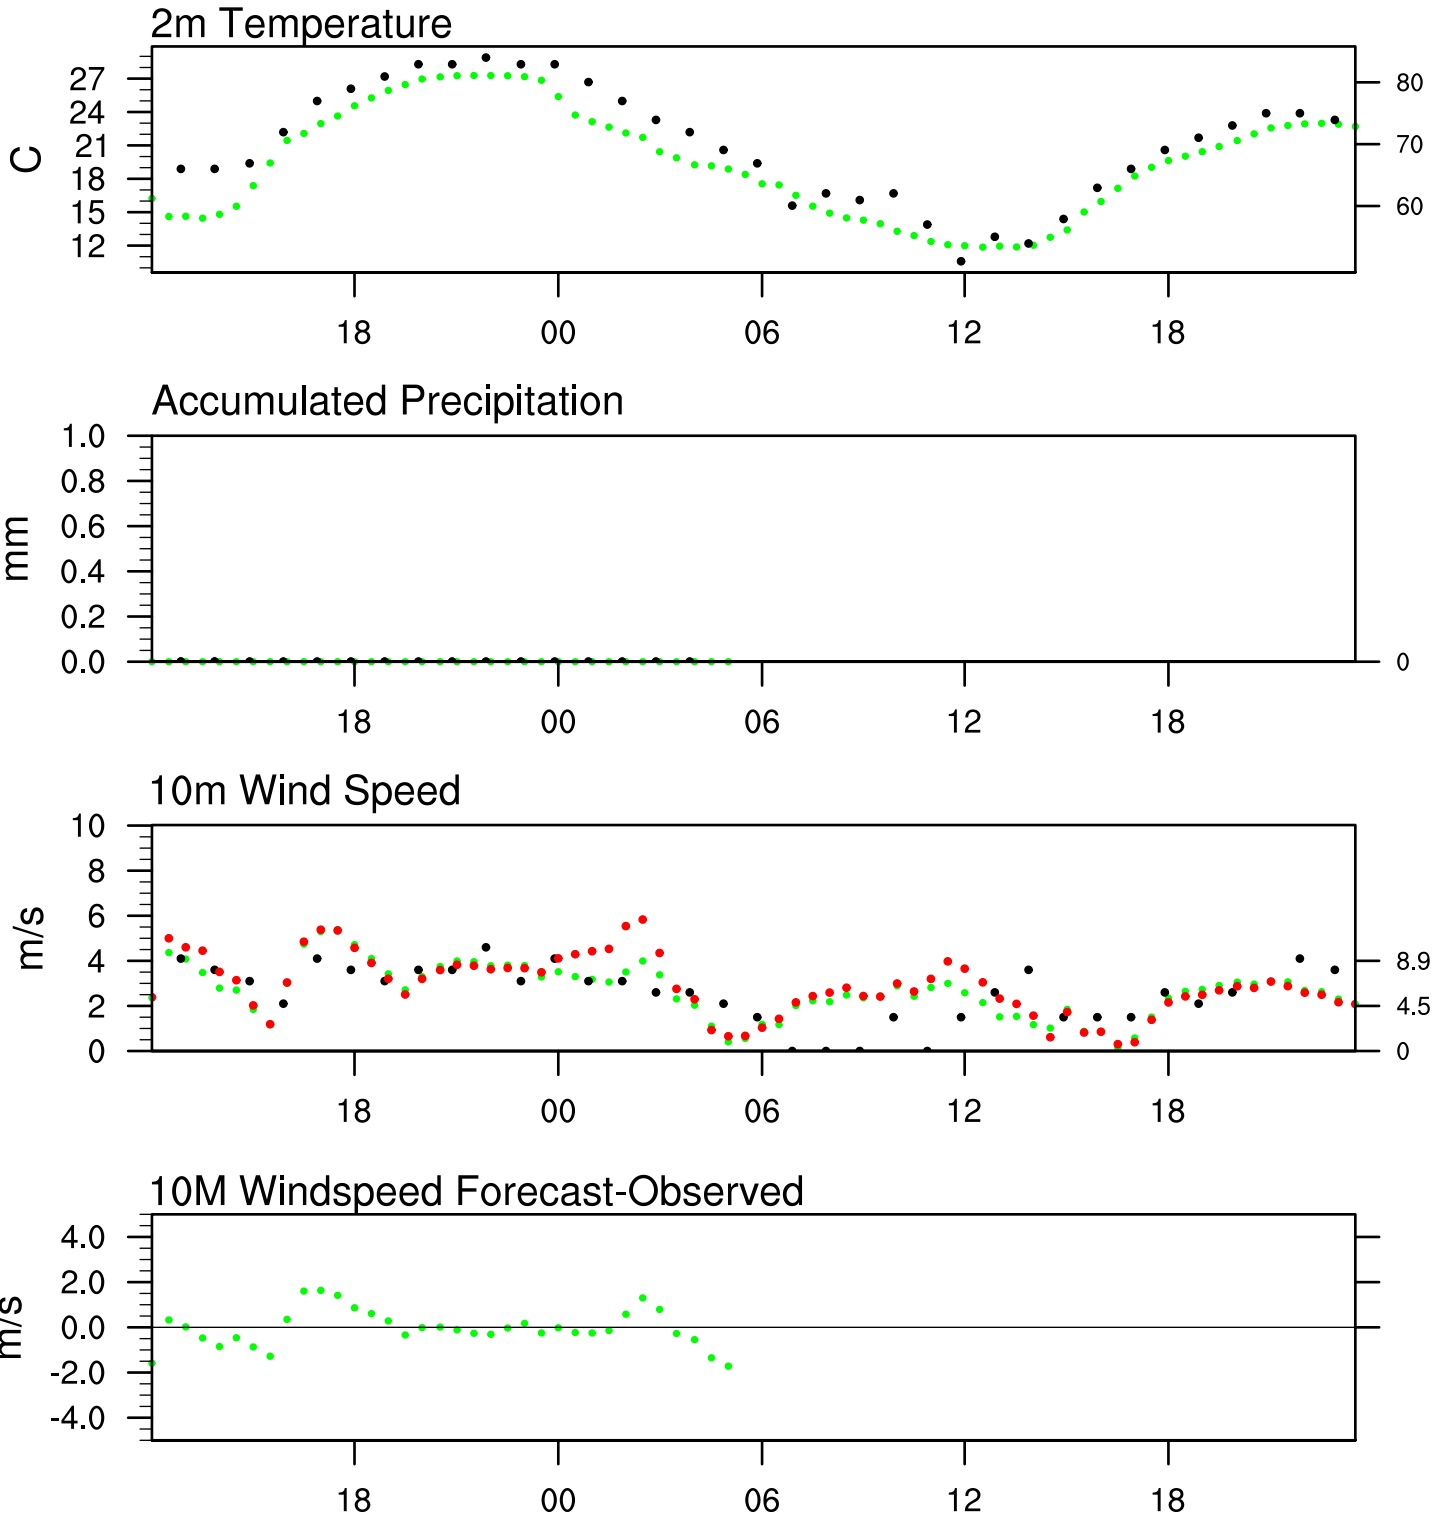 2m Temperature
27
24
21
18
15
12
C
80
70
60
18 00 06 12 18
Accumulated Precipitation
1.0
0.8
0.6
0.4
0.2
0.0
mm
0
18 00 06 12 18
10m Wind Speed
10
8
6
4
2
0
m/s
8.9
4.5
0
18 00 06 12 18
10M Windspeed Forecast-Observed
4.0
2.0
0.0
-2.0
-4.0
m/s
18 00 06 12 18